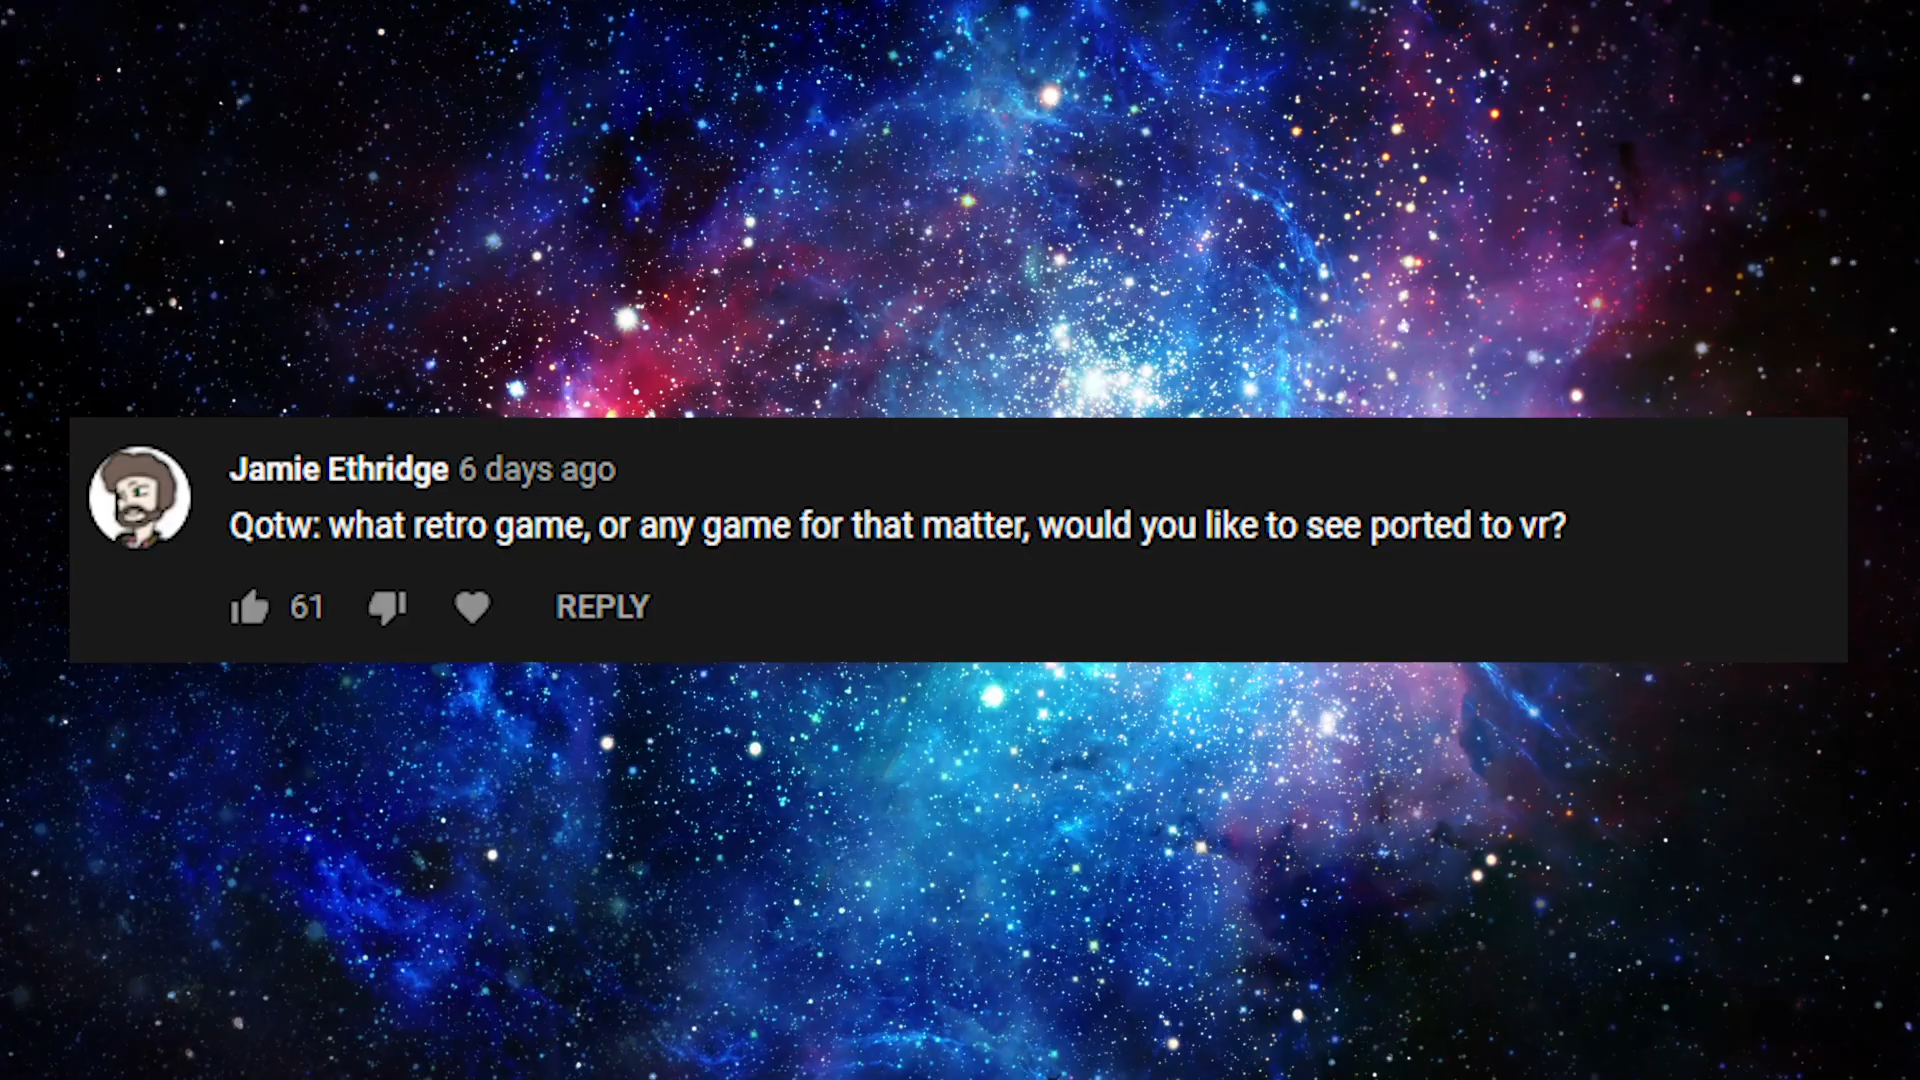 Jamie Ethridge 6 days ago
Qotw: what retro game, or any game for that matter, would you like to see ported to vr?
61 REPLY